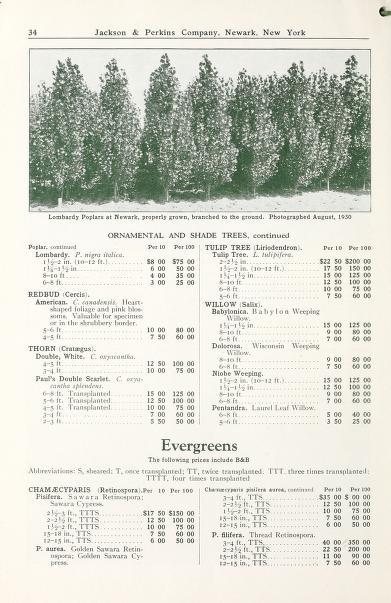 34
Jackson & Perkins Company, Newark, New York
Lombardy Poplars at Newark, properly grown, branched to the ground. Photographed August, 1930
ORNAMENTAL AND SHADE TREES, continued
Poplar, continued Per 10 Per 100
Lombardy. P. nigra italica.
1½-2 in. (10-12 ft.) $8 00 $75 00
1¼-1½ in. 6 00 50 00
8-10 ft. 4 00 35 00
6-8 ft. 3 00 25 00
REDBUD (Cercis).
American. C. canadensis. Heart-
shaped foliage and pink blos-
soms. Valuable for specimen
or in the shrubbery border.
5-6 ft. 10 00 80 00
4-5 ft. 7 50 60 00
THORN (Cratægus).
Double, White. C. oxyacantha.
4-5 ft. 12 50 100 00
3-4 ft. 10 00 75 00
Paul's Double Scarlet. C. oxya-
cantha splendens.
6-8 ft. Transplanted 15 00 125 00
5-6 ft. Transplanted 12 50 100 00
4-5 ft. Transplanted 10 00 75 00
3-4 ft. 7 00 60 00
2-3 ft. 5 50 50 00
TULIP TREE (Liriodendron). Per 10 Per 100
Tulip Tree. L. tulipifera.
2-2½ in. $22 50 $200 00
1½-2 in. (10-12 ft.) 17 50 150 00
1¼-1½ in. 15 00 125 00
8-10 ft 12 50 100 00
6-8 ft 10 00 75 00
5-6 ft. 7 50 60 00
WILLOW (Salix).
Babylonica. Babylon Weeping
Willow.
1¼-1½ in 15 00 125 00
8-10 ft. 9 00 80 00
6-8 ft 7 00 60 00
Dolorosa. Wisconsin Weeping
Willow.
8-10 ft. 9 00 80 00
6-8 ft. 7 00 60 00
Niobe Weeping.
1½-2 in. (10-12 ft.) 15 00 125 00
1¼-1½ in 12 50 100 00
8-10 ft 9 00 80 00
6-8 ft. 7 00 60 00
Pentandra. Laurel Leaf Willow.
6-8 ft 5 00 40 00
5-6 ft. 3 50 25 00
Evergreens
The following prices include B&B
Abbreviations: S, sheared; T, once transplanted; TT, twice transplanted. TTT, three times transplanted;
TTTT, four times transplanted
CHAMÆCYPARIS (Retinospora). Per 10 Per 100
Pisifera. Sawara Retinospora;
Sawara Cypress.
2½-3 ft., TTTS $17 50 $150 00
2-2½ ft., TTTS 12 50 100 00
1½-2 ft., TTS 10 00 75 00
15-18 in., TTS 7 50 60 00
12-15 in., TTS 6 00 50 00
P. aurea. Golden Sawara Retin-
ospora; Golden Sawara Cy-
press.
Chamæcyparis pisifera aurea, continued Per 10 Per 100
3-4 ft., TTS $35 00 $ 00 00
2-2½ ft., TTS 12 50 100 00
1½-2 ft., TTS 10 00 75 00
15-18 in., TTS 7 50 60 00
12-15 in., TTS 6 00 50 00
P. filifera. Thread Retinospora.
3-4 ft., TTS 40 00 350 00
2-2½ ft., TTS 22 50 200 00
15-18 in., TTS 11 00 90 00
12-15 in., TTS 7 50 60 00